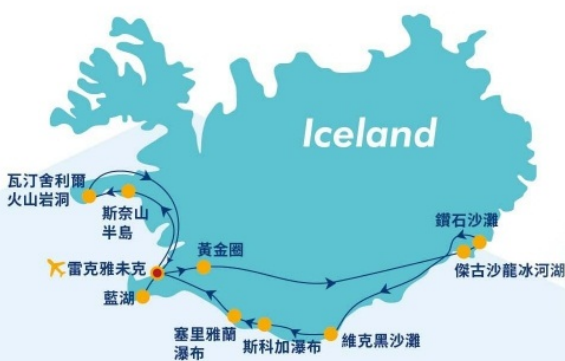 Iceland
瓦汀舍利爾
火山岩洞
斯奈山
半島
鑽石沙灘
黃金圈
雷克雅未克
傑古沙龍冰河湖
藍湖
塞里雅蘭
瀑布
斯科加瀑布
維克黑沙灘